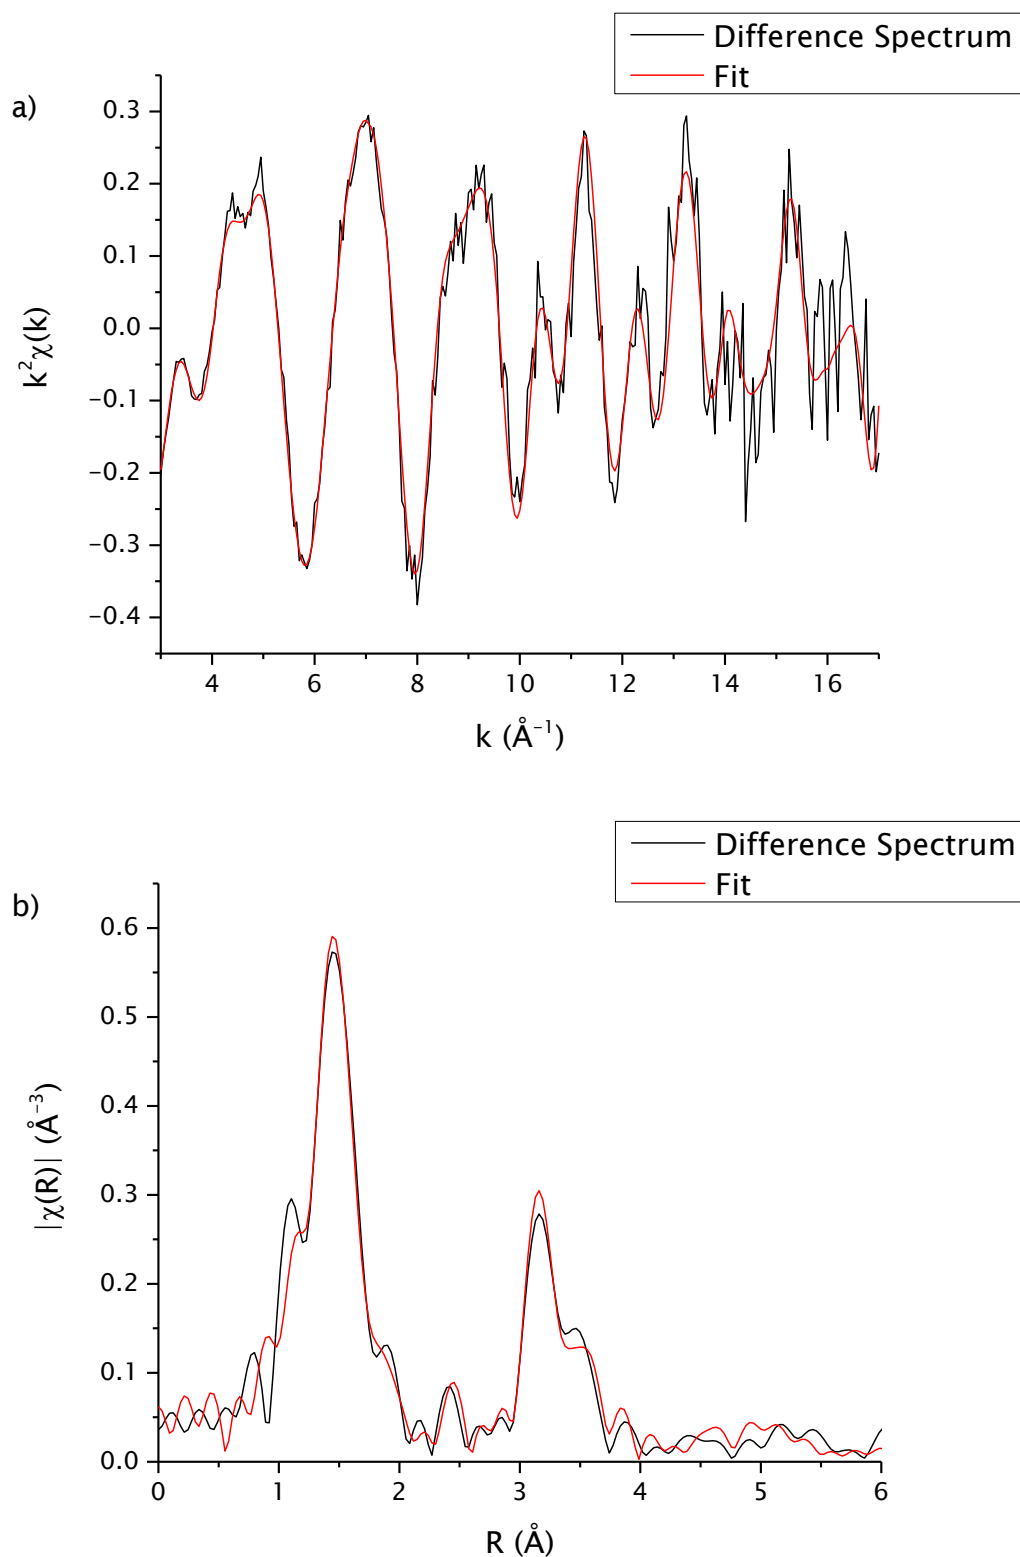 Difference Spectrum
Fit
a)
0.3
0.2
0.1
0.0
−0.1
−0.2
−0.3
−0.4
k²χ(k)
4 6 8 10 12 14 16
k (Å⁻¹)
Difference Spectrum
Fit
b)
0.6
0.5
0.4
0.3
0.2
0.1
0.0
|χ(R)| (Å⁻³)
0 1 2 3 4 5 6
R (Å)